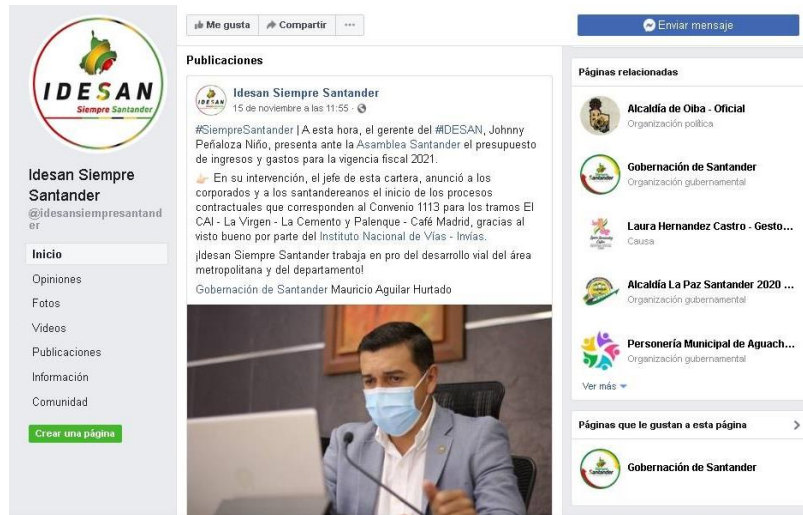 IDESAN
Siempre Santander
Idesan Siempre
Santander
@idesansiempresantand
er
Inicio
Opiniones
Fotos
Videos
Publicaciones
Información
Comunidad
Crear una página
Me gusta
Compartir
Publicaciones
IDESAN
Idesan Siempre Santander
15 de noviembre a las 11:55 ·
#SiempreSantander | A esta hora, el gerente del #IDESAN, Johnny
Peñaloza Niño, presenta ante la Asamblea Santander el presupuesto
de ingresos y gastos para la vigencia fiscal 2021.
👉🏻 En su intervención, el jefe de esta cartera, anunció a los
corporados y a los santandereanos el inicio de los procesos
contractuales que corresponden al Convenio 1113 para los tramos El
CAI - La Virgen - La Cemento y Palenque - Café Madrid, gracias al
visto bueno por parte del Instituto Nacional de Vías - Invías.
¡Idesan Siempre Santander trabaja en pro del desarrollo vial del área
metropolitana y del departamento!
Gobernación de Santander Mauricio Aguilar Hurtado
Enviar mensaje
Páginas relacionadas
Alcaldía de Oiba - Oficial
Organización política
Santander
Gobernación de Santander
Organización gubernamental
Laura Hernandez Castro - Gesto...
Causa
Alcaldía La Paz Santander 2020 ...
Organización gubernamental
Personería Municipal de Aguach...
Organización gubernamental
Ver más
Páginas que le gustan a esta página
Santander
Gobernación de Santander